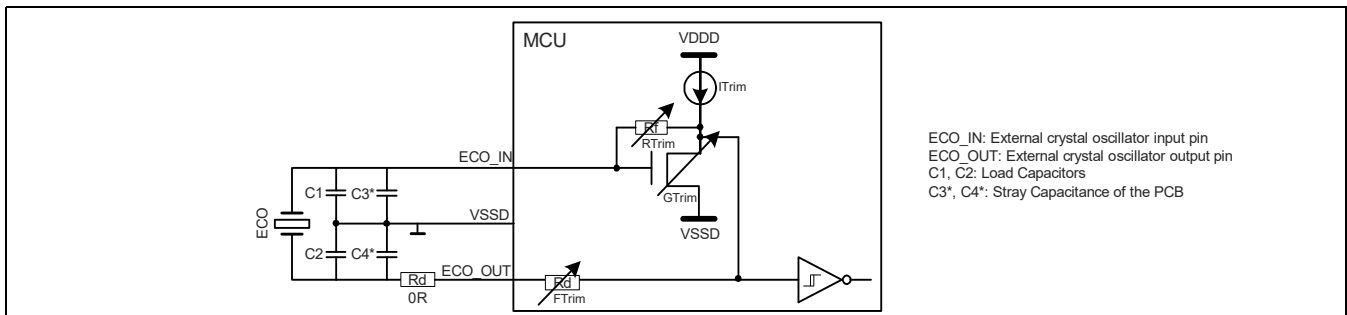 MCU
VDDD
ITrim
Rf
RTrim
ECO_IN
ECO_IN: External crystal oscillator input pin
ECO_OUT: External crystal oscillator output pin
C1, C2: Load Capacitors
C3*, C4*: Stray Capacitance of the PCB
C1
C3*
GTrim
VSSD
VSSD
ECO
C2
C4*
Rd
0R
ECO_OUT
Rd
FTrim